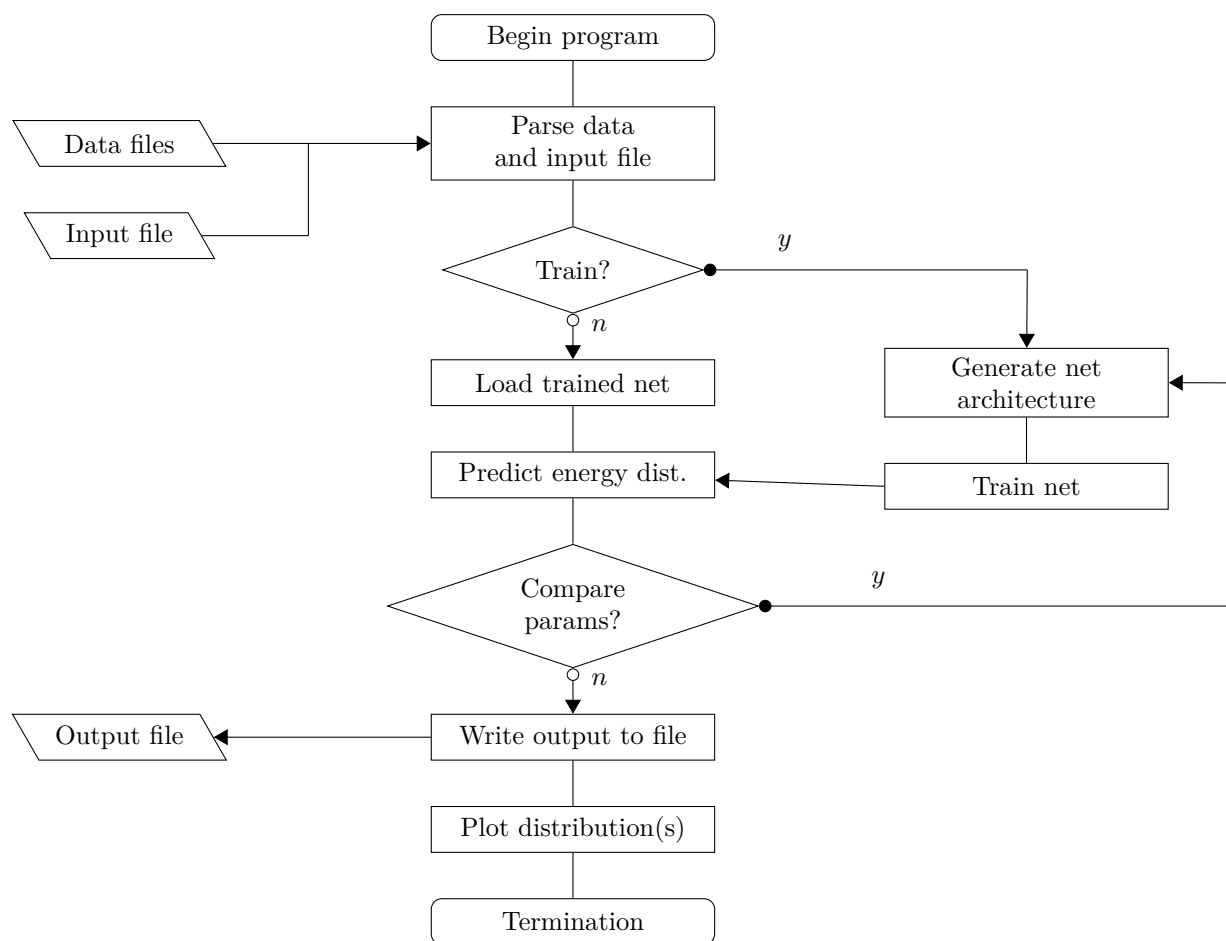 Begin program
Parse data
and input file
Data files
Input file
Train?
y
n
Load trained net
Generate net
architecture
Predict energy dist.
Train net
Compare
params?
y
n
Output file
Write output to file
Plot distribution(s)
Termination